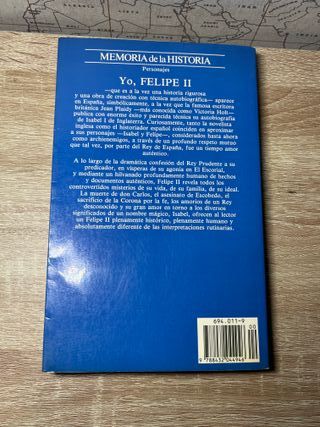 MEMORIA de la HISTORIA
Personajes
Yo, FELIPE II
—que es a la vez una historia rigurosa
y una obra de creación con técnica autobiográfica— aparece
en España, simbólicamente, a la vez que la famosa escritora
británica Jean Plaidy —más conocida como Victoria Holt—
publica con enorme éxito y parecida técnica su autobiografía
de Isabel I de Inglaterra. Curiosamente, tanto la novelista
inglesa como el historiador español coinciden en aproximar
a sus personajes —Isabel y Felipe—, considerados hasta ahora
como archienemigos, a través de un profundo respeto mutuo
que tal vez, por parte del Rey de España, fue un tiempo amor
auténtico.
A lo largo de la dramática confesión del Rey Prudente a su
predicador, en vísperas de su agonía en El Escorial,
y mediante un hilvanado profundamente humano de hechos
y documentos auténticos, Felipe II revela todos los
controvertidos misterios de su vida, de su familia, de su ideal.
La muerte de don Carlos, el asesinato de Escobedo, el
sacrificio de la Corona por la fe, los amoríos de un Rey
desconocido y su gran amor en torno a los diversos
significados de un nombre mágico, Isabel, ofrecen al lector
un Felipe II plenamente histórico, plenamente humano y
absolutamente diferente de las interpretaciones rutinarias.
694.011-9
00
9 788432 044946